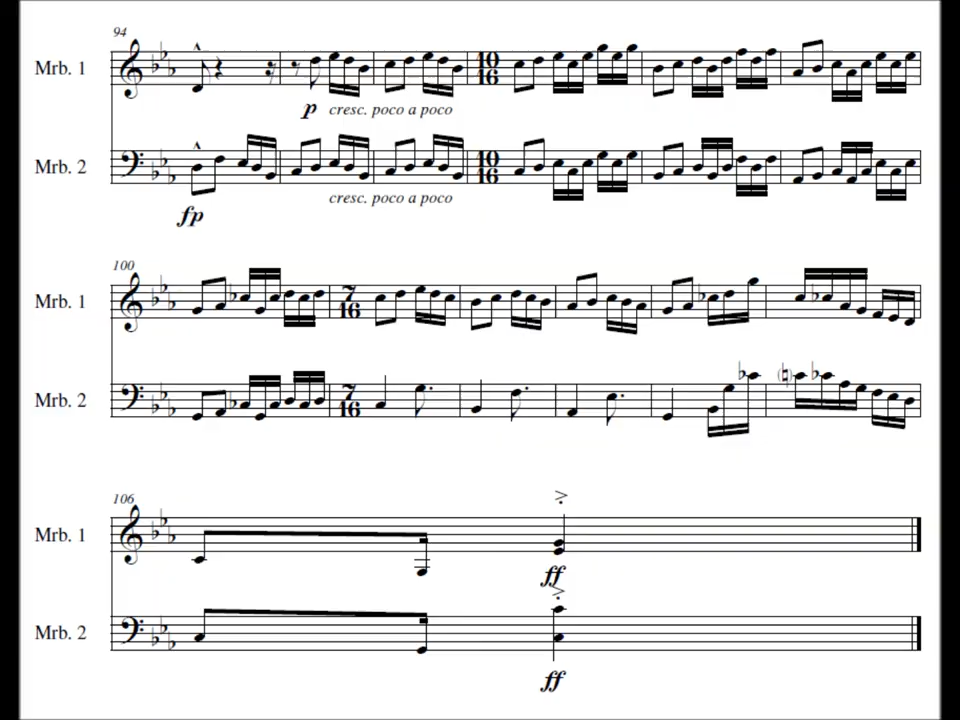 94
Mrb. 1
10
16
p cresc. poco a poco
Mrb. 2
10
16
cresc. poco a poco
fp
100
Mrb. 1
7
16
Mrb. 2
7
16
106
Mrb. 1
ff
Mrb. 2
ff